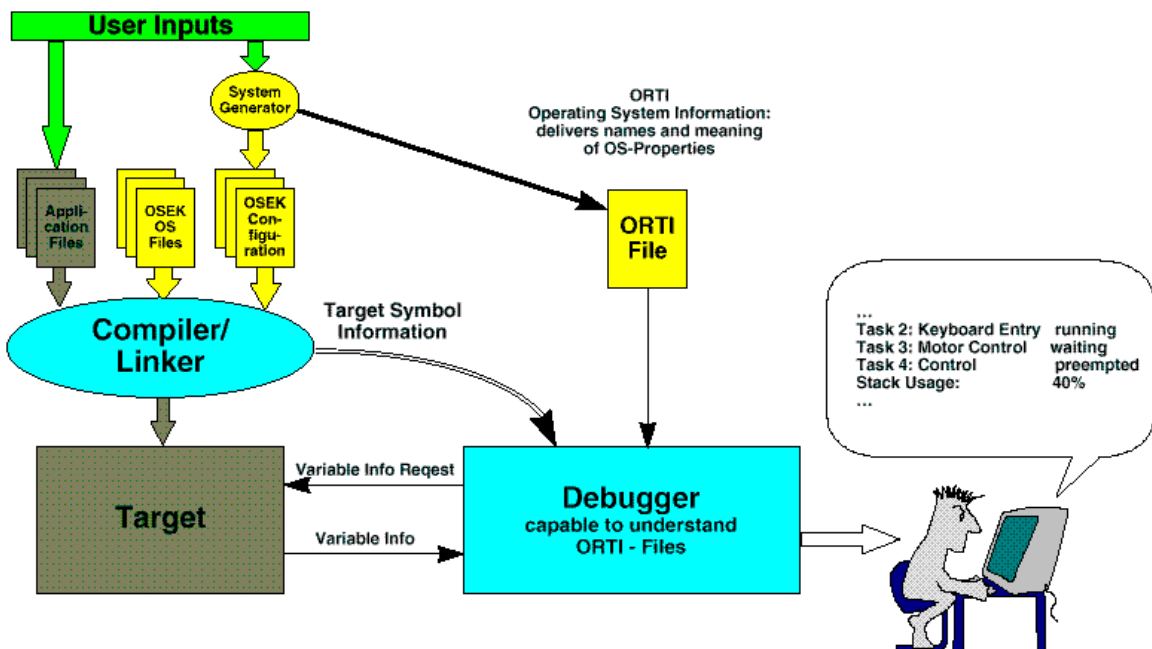 User Inputs
System
Generator
ORTI
Operating System Information:
delivers names and meaning
of OS-Properties
Appli-
cation
Files
OSEK
OS
Files
OSEK
Con-
figu-
ration
ORTI
File
Compiler/
Linker
Target Symbol
Information
...
Task 2: Keyboard Entry running
Task 3: Motor Control waiting
Task 4: Control preempted
Stack Usage: 40%
...
Target
Variable Info Reqest
Variable Info
Debugger
capable to understand
ORTI - Files